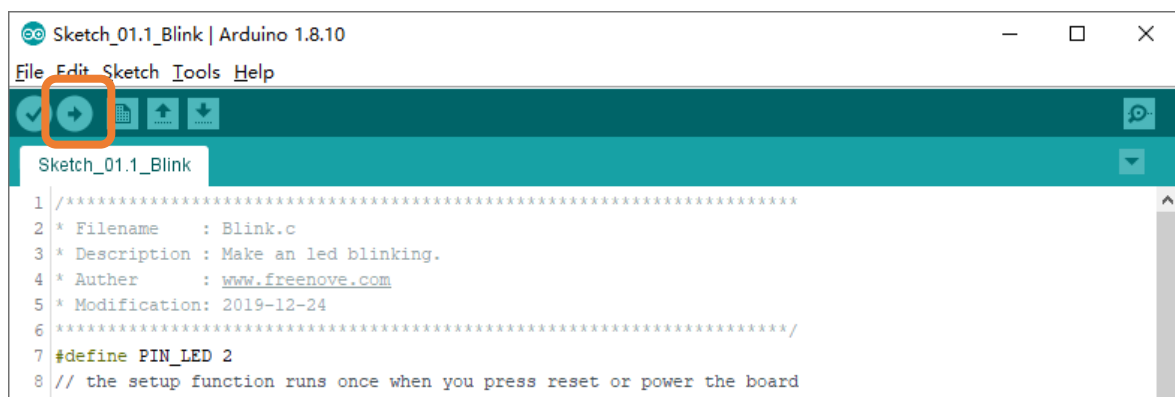 Sketch_01.1_Blink | Arduino 1.8.10
File Edit Sketch Tools Help
Sketch_01.1_Blink
1 /**********************************************************************
2 * Filename    : Blink.c
3 * Description : Make an led blinking.
4 * Auther      : www.freenove.com
5 * Modification: 2019-12-24
6 **********************************************************************/
7 #define PIN_LED 2
8 // the setup function runs once when you press reset or power the board